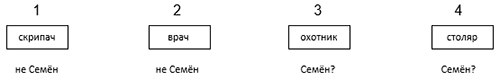 1 2 3 4
скрипач врач охотник столяр
не Семён не Семён Семён? Семён?